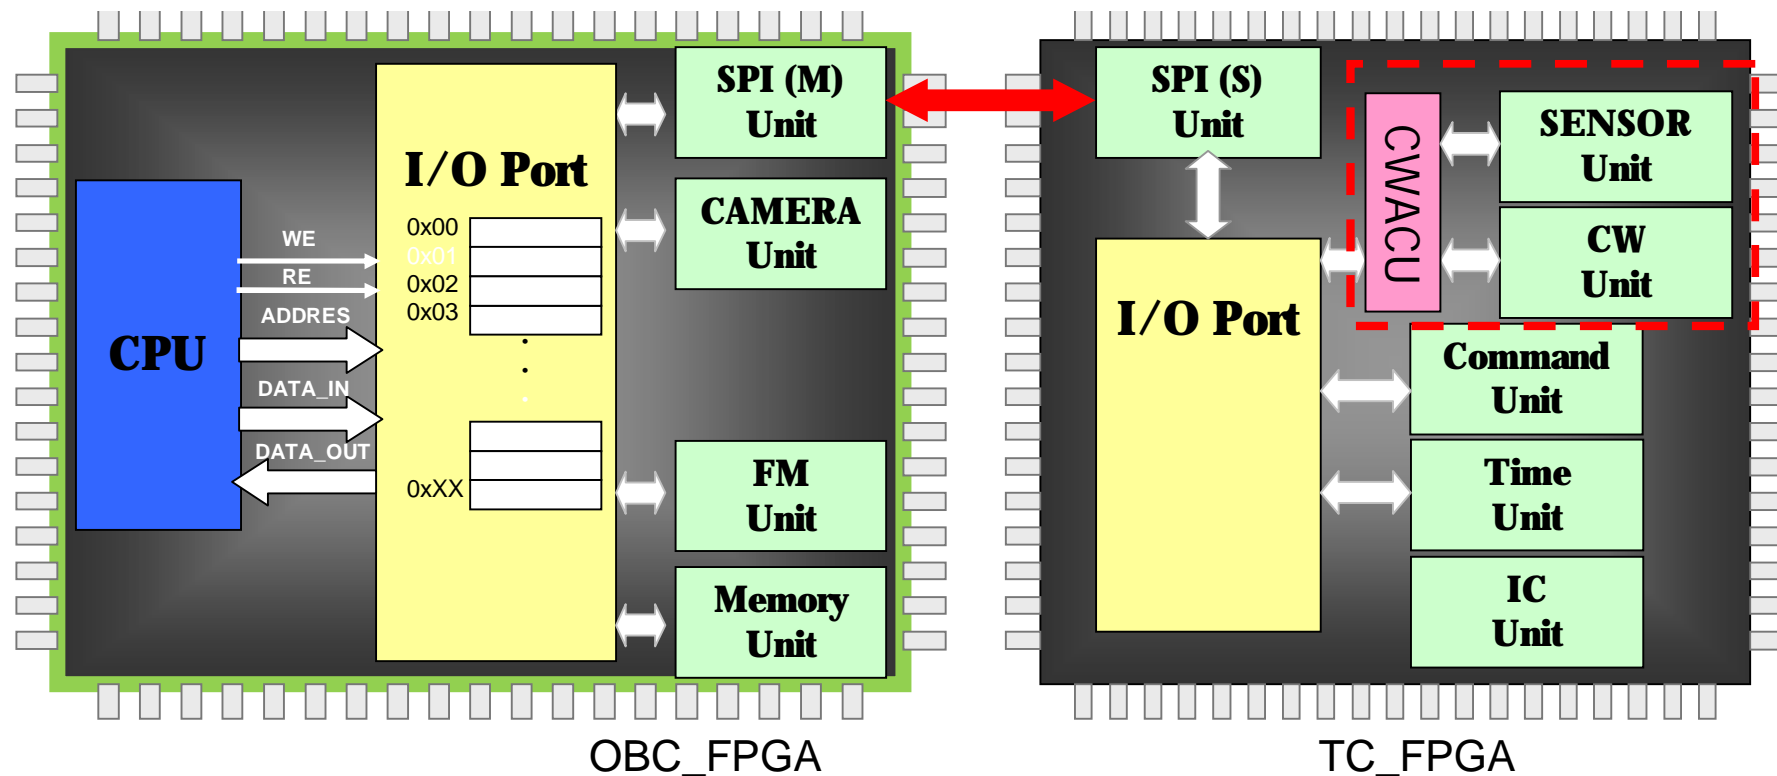 SPI (M)
Unit
I/O Port
CAMERA
Unit
0x00
0x01
0x02
0x03
WE
RE
ADDRES
CPU
DATA_IN
DATA_OUT
0xXX
FM
Unit
Memory
Unit
OBC_FPGA
SPI (S)
Unit
CWACU
SENSOR
Unit
CW
Unit
I/O Port
Command
Unit
Time
Unit
IC
Unit
TC_FPGA